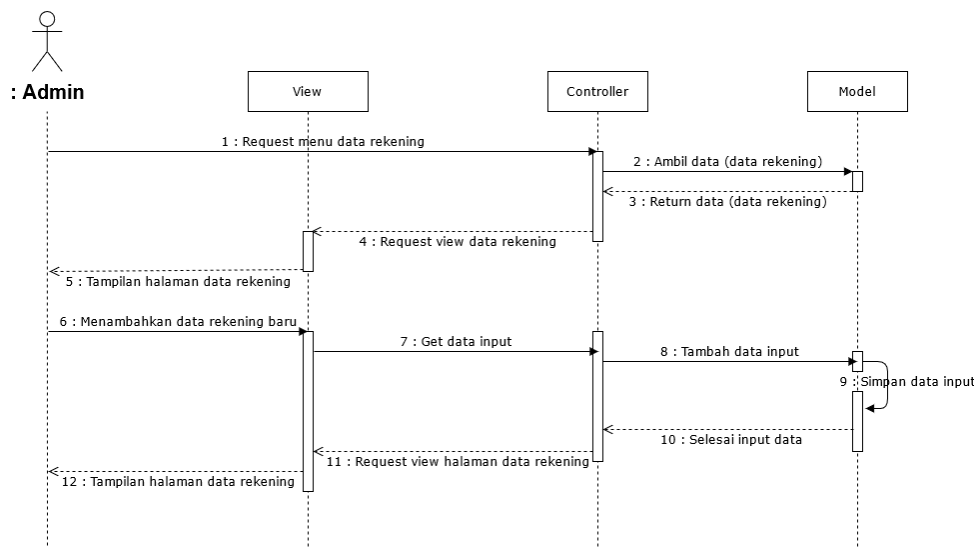 : Admin
View
Controller
Model
1 : Request menu data rekening
2 : Ambil data (data rekening)
3 : Return data (data rekening)
4 : Request view data rekening
5 : Tampilan halaman data rekening
6 : Menambahkan data rekening baru
7 : Get data input
8 : Tambah data input
9 : Simpan data input
10 : Selesai input data
11 : Request view halaman data rekening
12 : Tampilan halaman data rekening